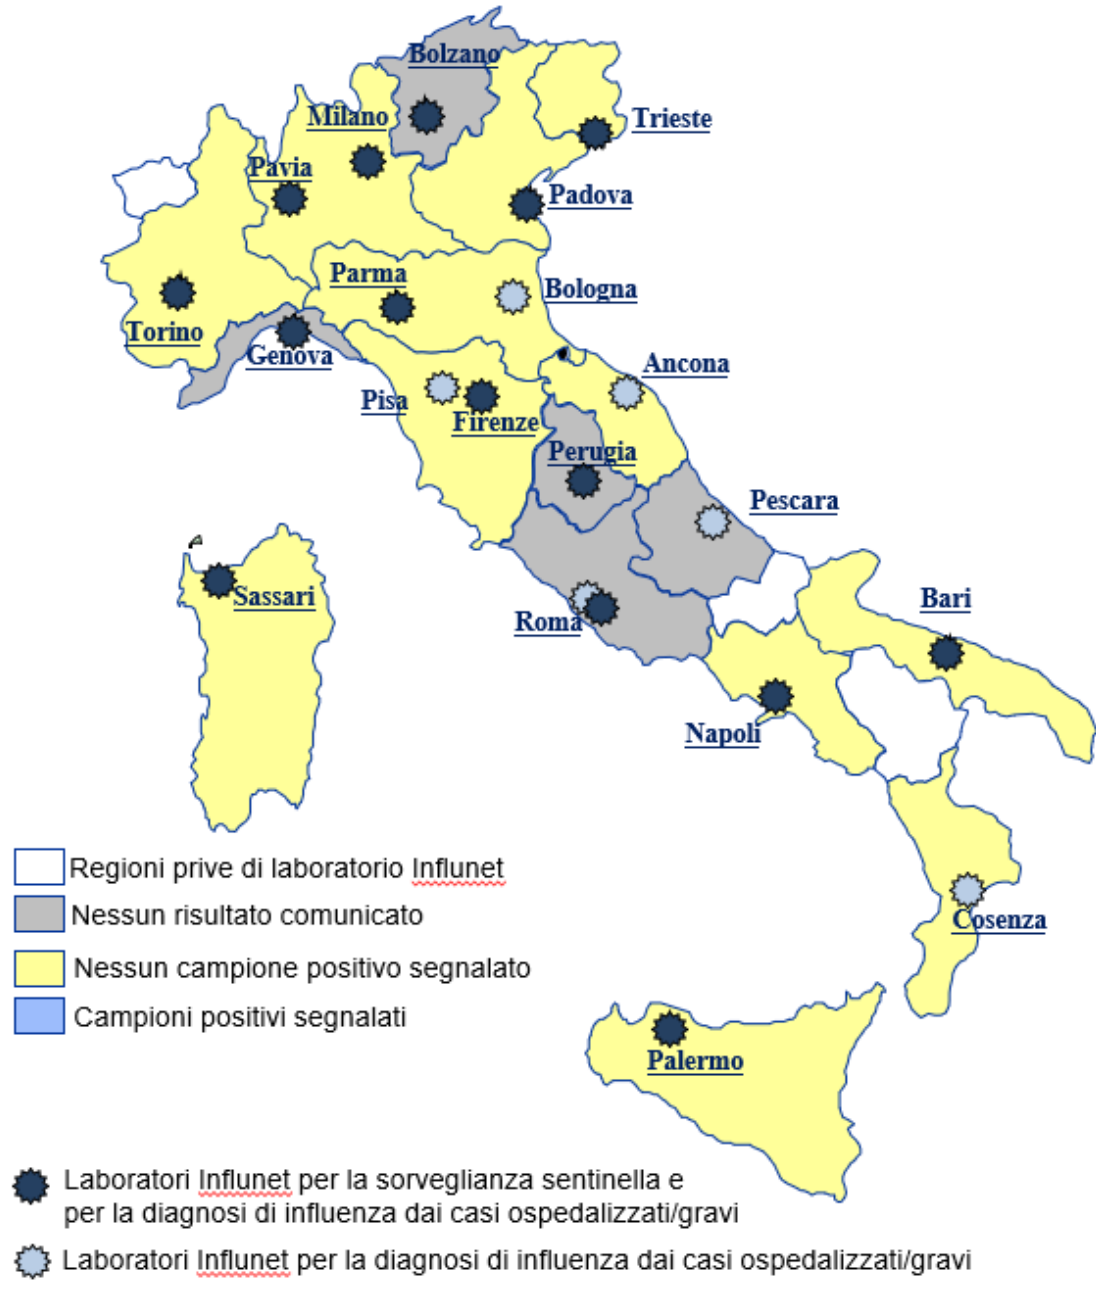 Bolzano
Milano
Trieste
Pavia
Padova
Parma
Bologna
Torino
Genova
Ancona
Pisa
Firenze
Perugia
Pescara
Sassari
Bari
Roma
Napoli
Regioni prive di laboratorio Influnet
Nessun risultato comunicato
Cosenza
Nessun campione positivo segnalato
Campioni positivi segnalati
Palermo
Laboratori Influnet per la sorveglianza sentinella e
per la diagnosi di influenza dai casi ospedalizzati/gravi
Laboratori Influnet per la diagnosi di influenza dai casi ospedalizzati/gravi